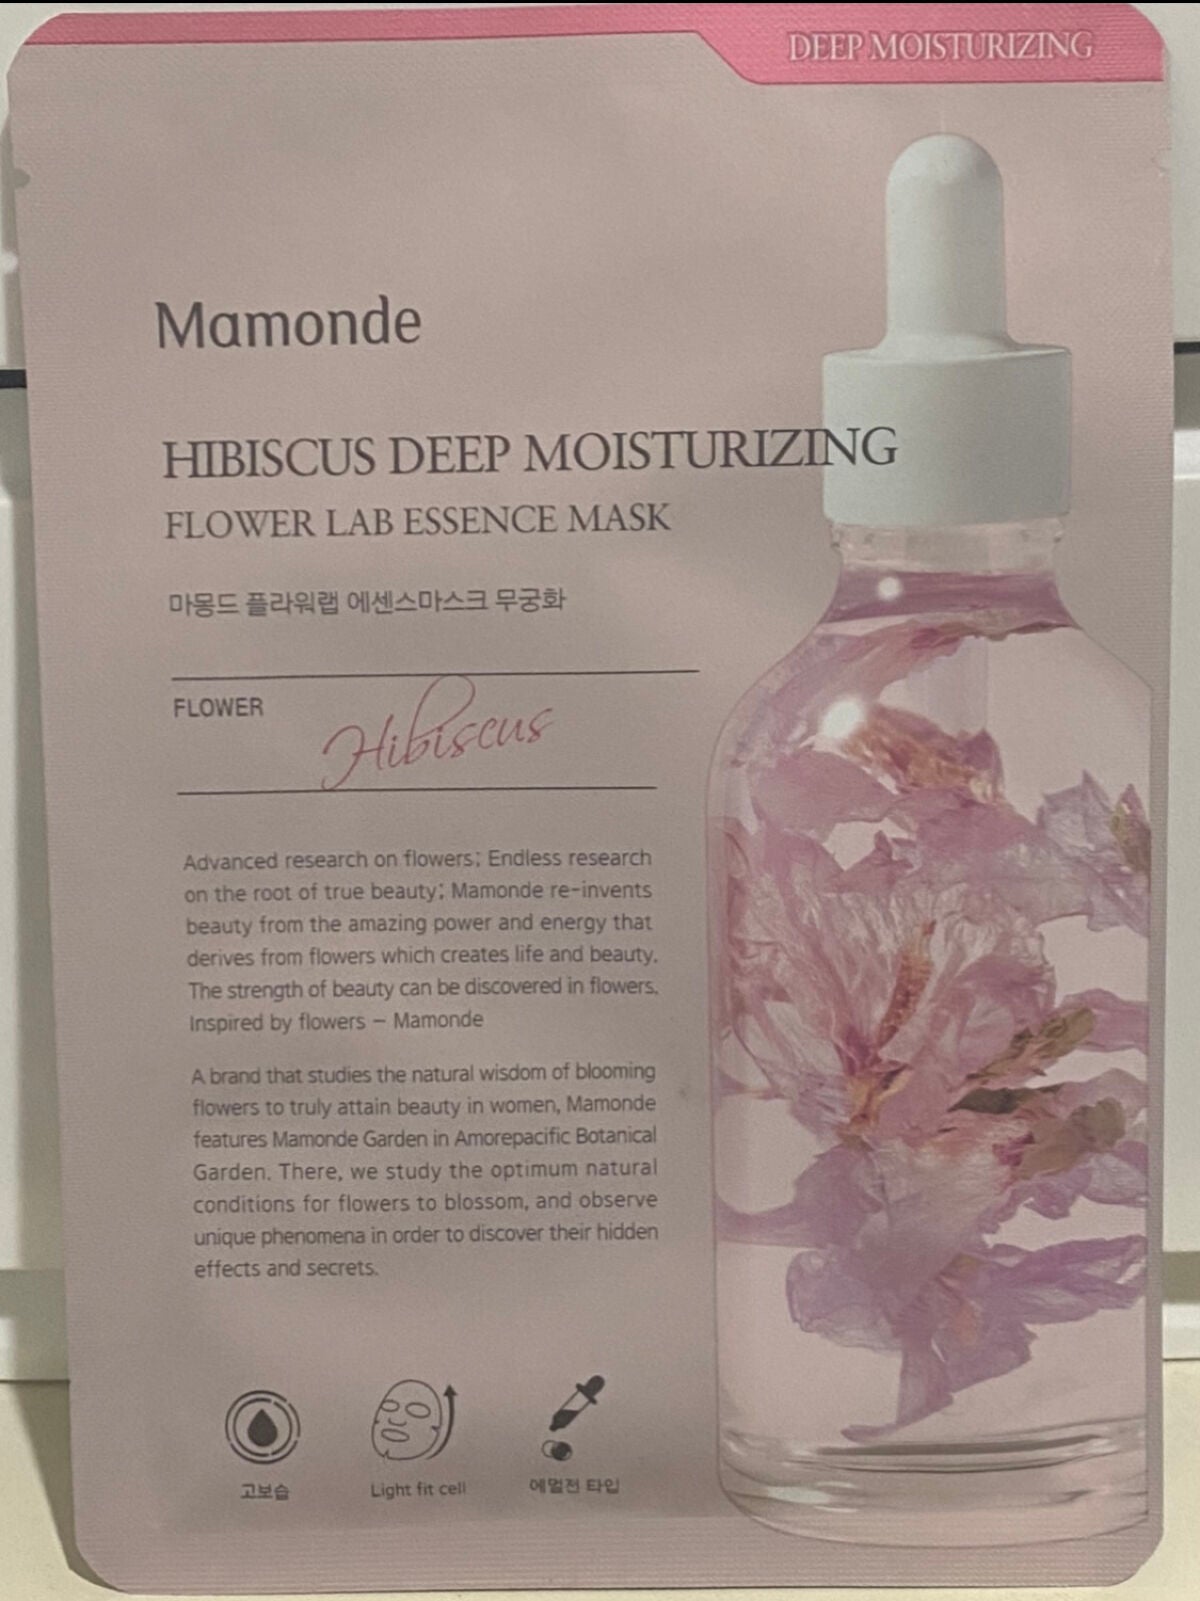 DEEP MOISTURIZING
Mamonde
HIBISCUS DEEP MOISTURIZING
FLOWER LAB ESSENCE MASK
마몽드 플라워랩 에센스마스크 무궁화
FLOWER
Hibiscus
Advanced research on flowers; Endless research
on the root of true beauty; Mamonde re-invents
beauty from the amazing power and energy that
derives from flowers which creates life and beauty.
The strength of beauty can be discovered in flowers.
Inspired by flowers – Mamonde
A brand that studies the natural wisdom of blooming
flowers to truly attain beauty in women, Mamonde
features Mamonde Garden in Amorepacific Botanical
Garden. There, we study the optimum natural
conditions for flowers to blossom, and observe
unique phenomena in order to discover their hidden
effects and secrets.
고보습
Light fit cell
에멀전 타입